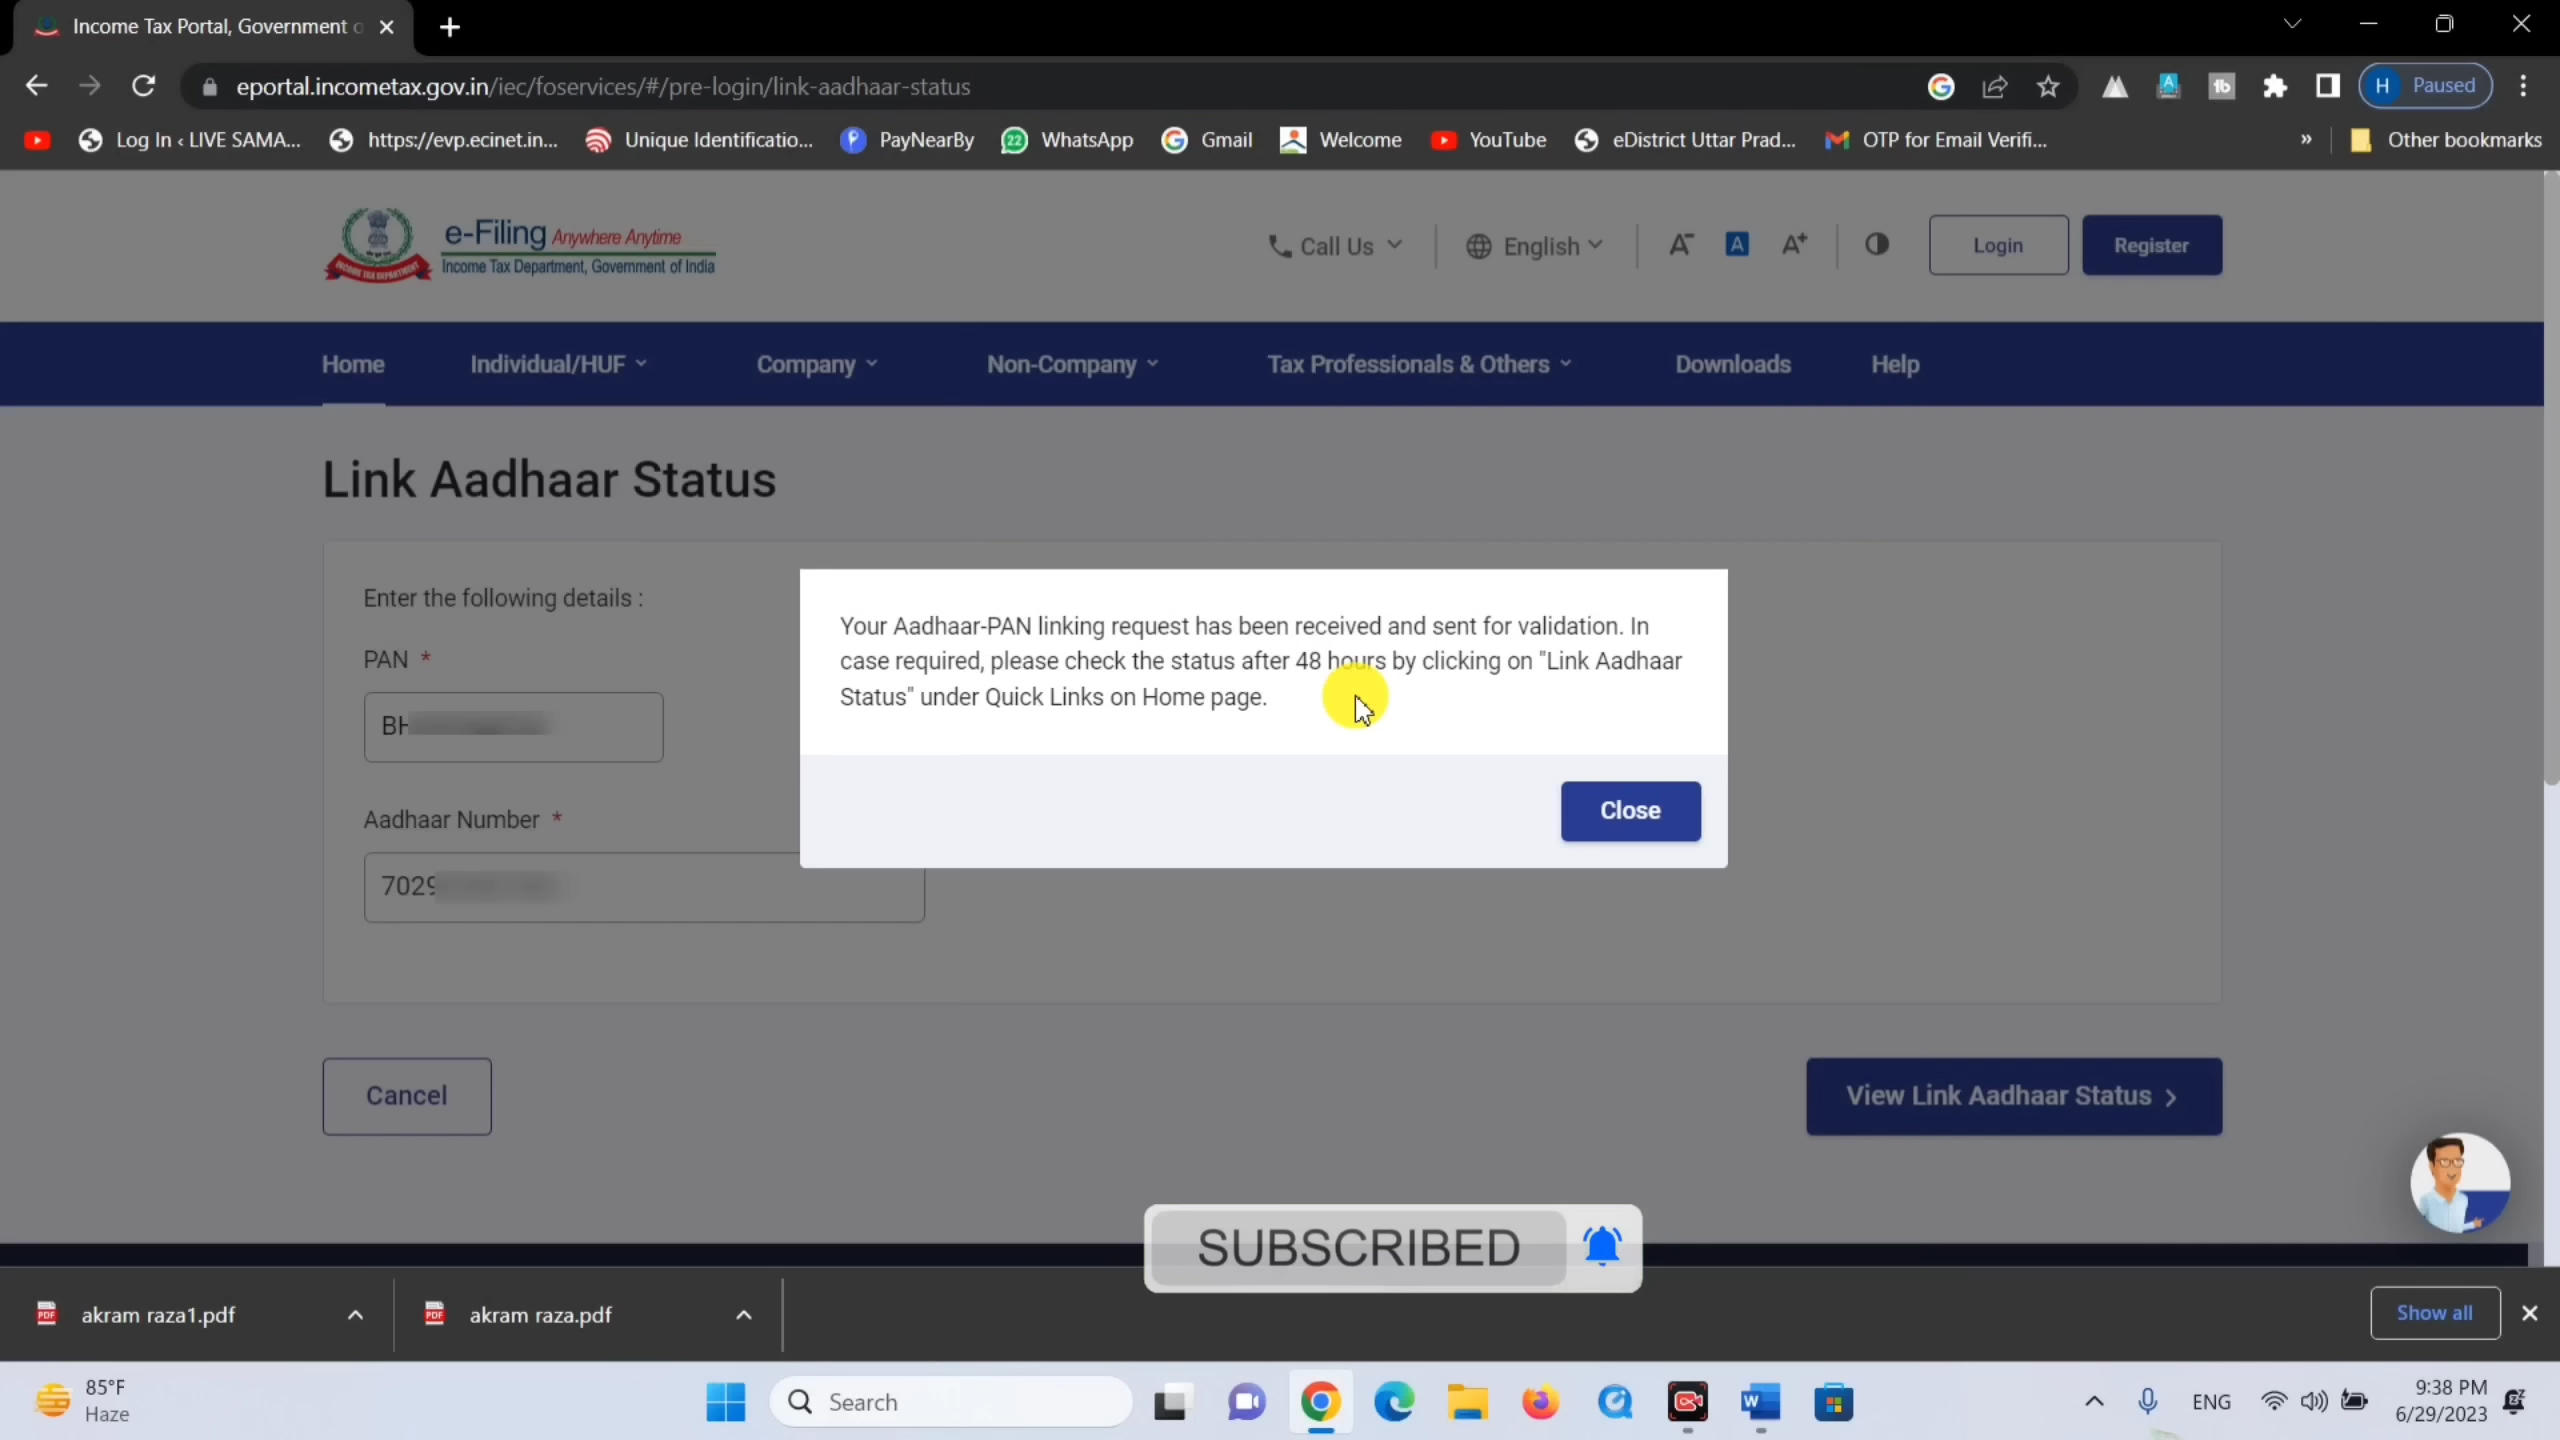 Income Tax Portal, Government o
eportal.incometax.gov.in/iec/foservices/#/pre-login/link-aadhaar-status
H Paused
Log In ‹ LIVE SAMA... https://evp.ecinet.in... Unique Identificatio... PayNearBy 22 WhatsApp Gmail Welcome YouTube eDistrict Uttar Prad... OTP for Email Verifi... » Other bookmarks
e-Filing Anywhere Anytime
Income Tax Department, Government of India
INCOME TAX DEPARTMENT
Call Us English A- A A+ Login Register
Home Individual/HUF Company Non-Company Tax Professionals & Others Downloads Help
Link Aadhaar Status
Enter the following details :
PAN *
BH
Aadhaar Number *
7029
Your Aadhaar-PAN linking request has been received and sent for validation. In
case required, please check the status after 48 hours by clicking on "Link Aadhaar
Status" under Quick Links on Home page.
Close
Cancel View Link Aadhaar Status >
SUBSCRIBED
PDF akram raza1.pdf PDF akram raza.pdf Show all
85°F
Haze
Search
ENG
9:38 PM
6/29/2023